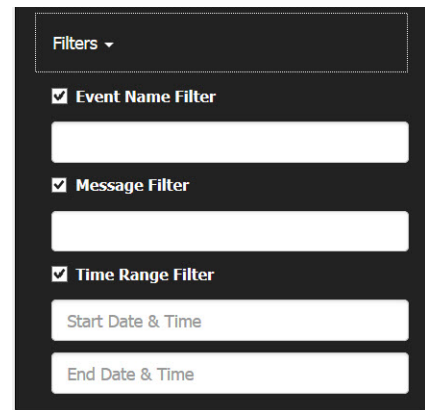 Filters
Event Name Filter
Message Filter
Time Range Filter
Start Date & Time
End Date & Time